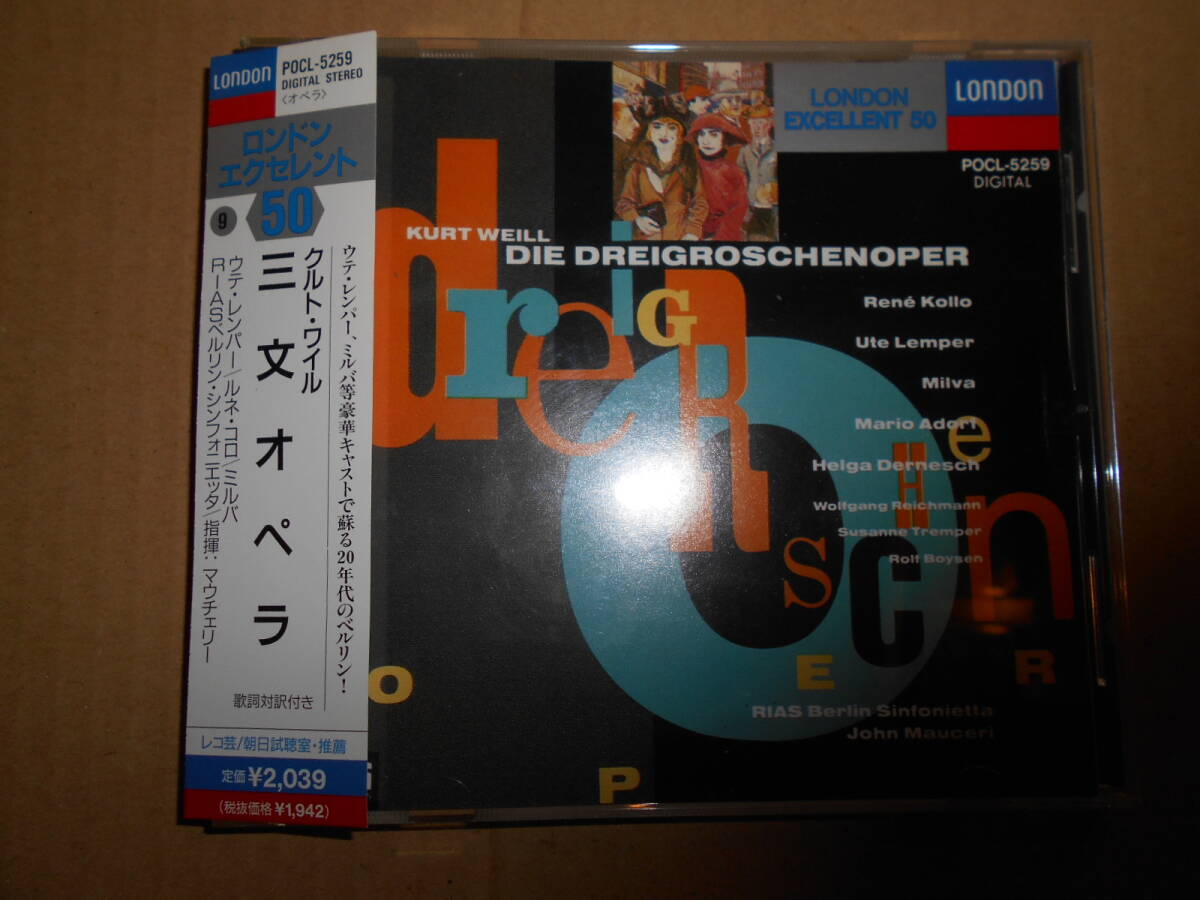 LONDON
POCL-5259
DIGITAL STEREO
〈オペラ〉
ロンドン
エクセレント
50
9
クルト・ワイル
三文オペラ
ウテ・レンパー、ミルバ等豪華キャストで蘇る20年代のベルリン!
ウテ・レンパー/ルネ・コロ/ミルバ
RIASベルリン・シンフォニエッタ/指揮:マウチェリー
歌詞対訳付き
レコ芸/朝日試聴室・推薦
定価¥2,039
(税抜価格¥1,942)
LONDON
EXCELLENT 50
LONDON
POCL-5259
DIGITAL
KURT WEILL
DIE DREIGROSCHENOPER
René Kollo
Ute Lemper
Milva
Mario Adorf
Helga Dernesch
Wolfgang Reichmann
Susanne Tremper
Rolf Boysen
d r e i G R O S C H e n
O P E R
RIAS Berlin Sinfonietta
John Mauceri